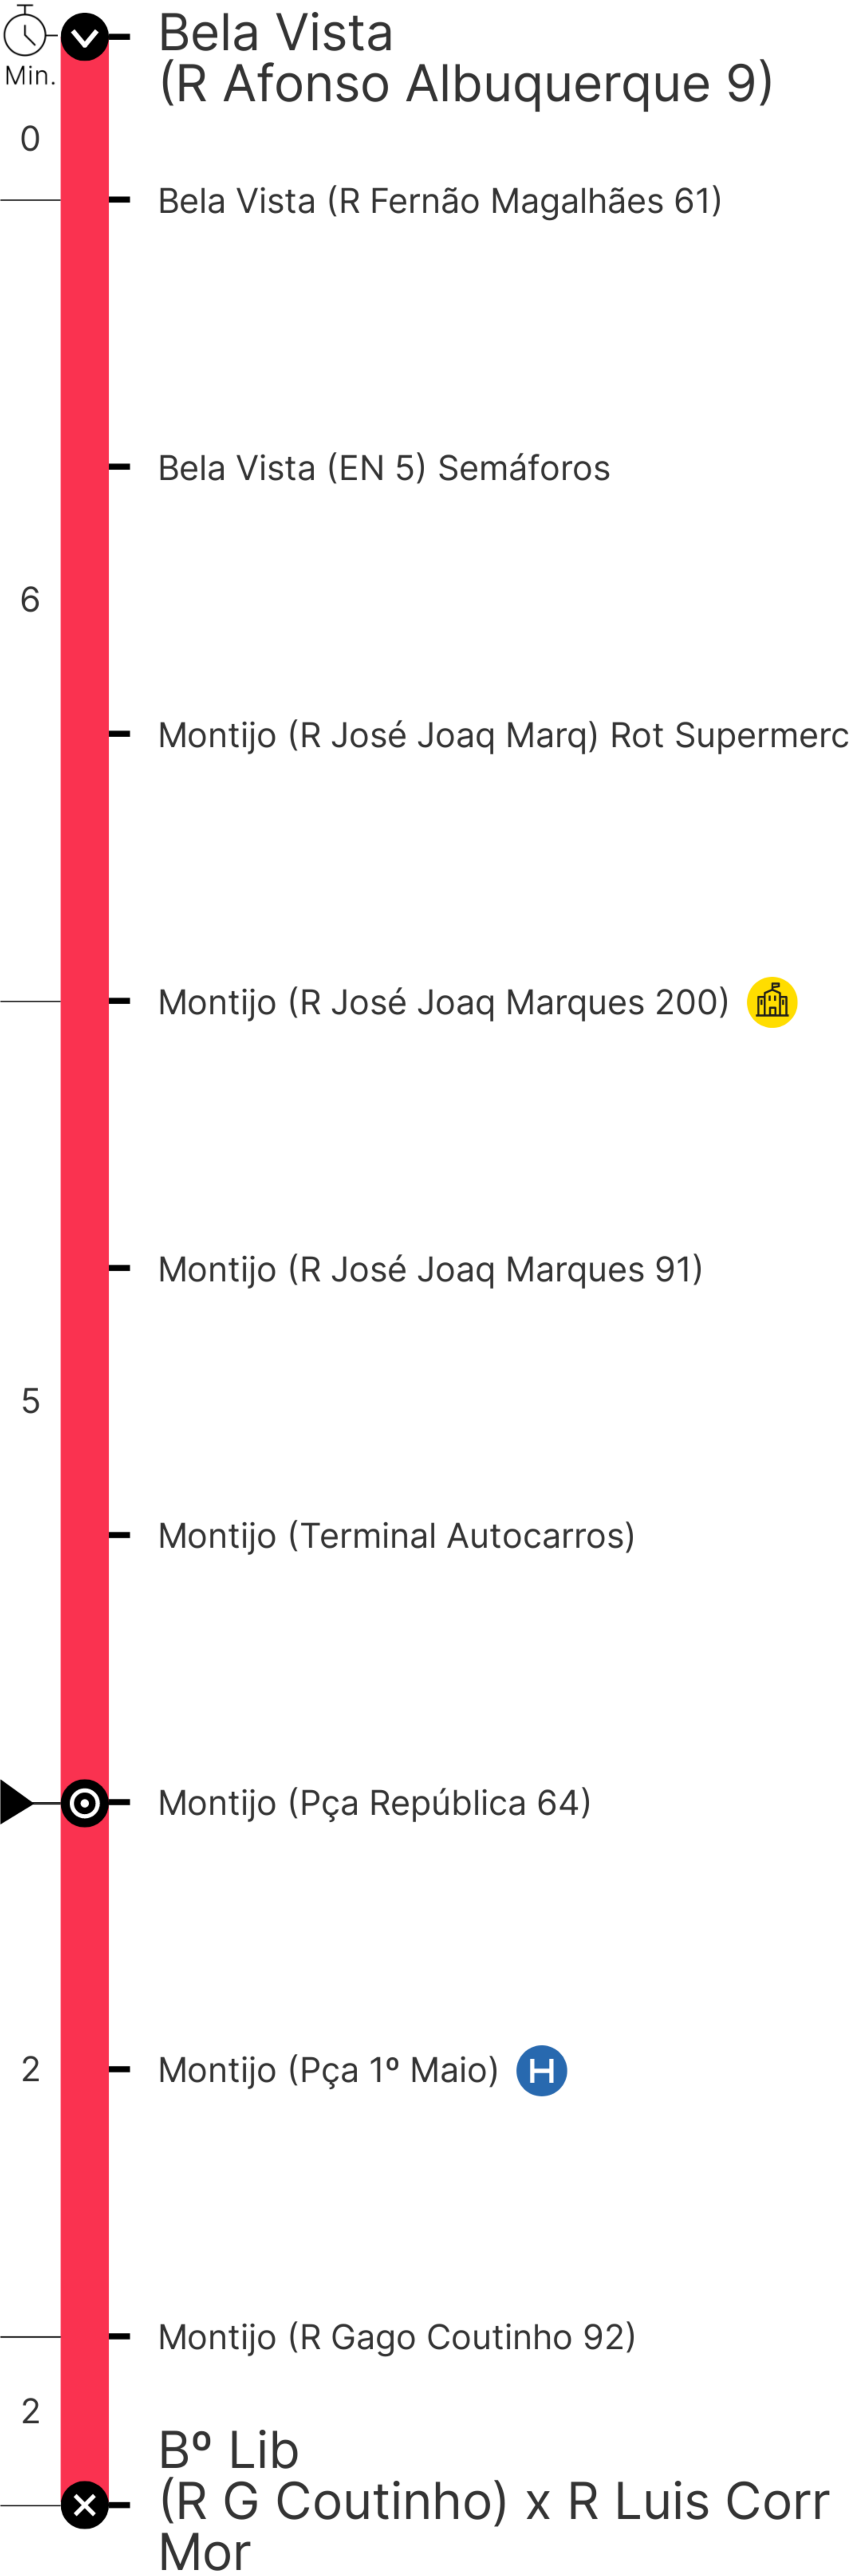 Bela Vista
(R Afonso Albuquerque 9)
Min.
0
Bela Vista (R Fernão Magalhães 61)
Bela Vista (EN 5) Semáforos
6
Montijo (R José Joaq Marq) Rot Supermerc
Montijo (R José Joaq Marques 200)
Montijo (R José Joaq Marques 91)
5
Montijo (Terminal Autocarros)
Montijo (Pça República 64)
2
Montijo (Pça 1º Maio) H
Montijo (R Gago Coutinho 92)
2
Bº Lib
(R G Coutinho) x R Luis Corr
Mor